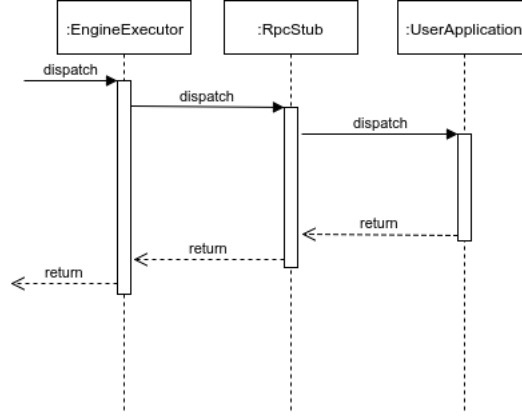 :EngineExecutor
:RpcStub
:UserApplication
dispatch
dispatch
dispatch
return
return
return